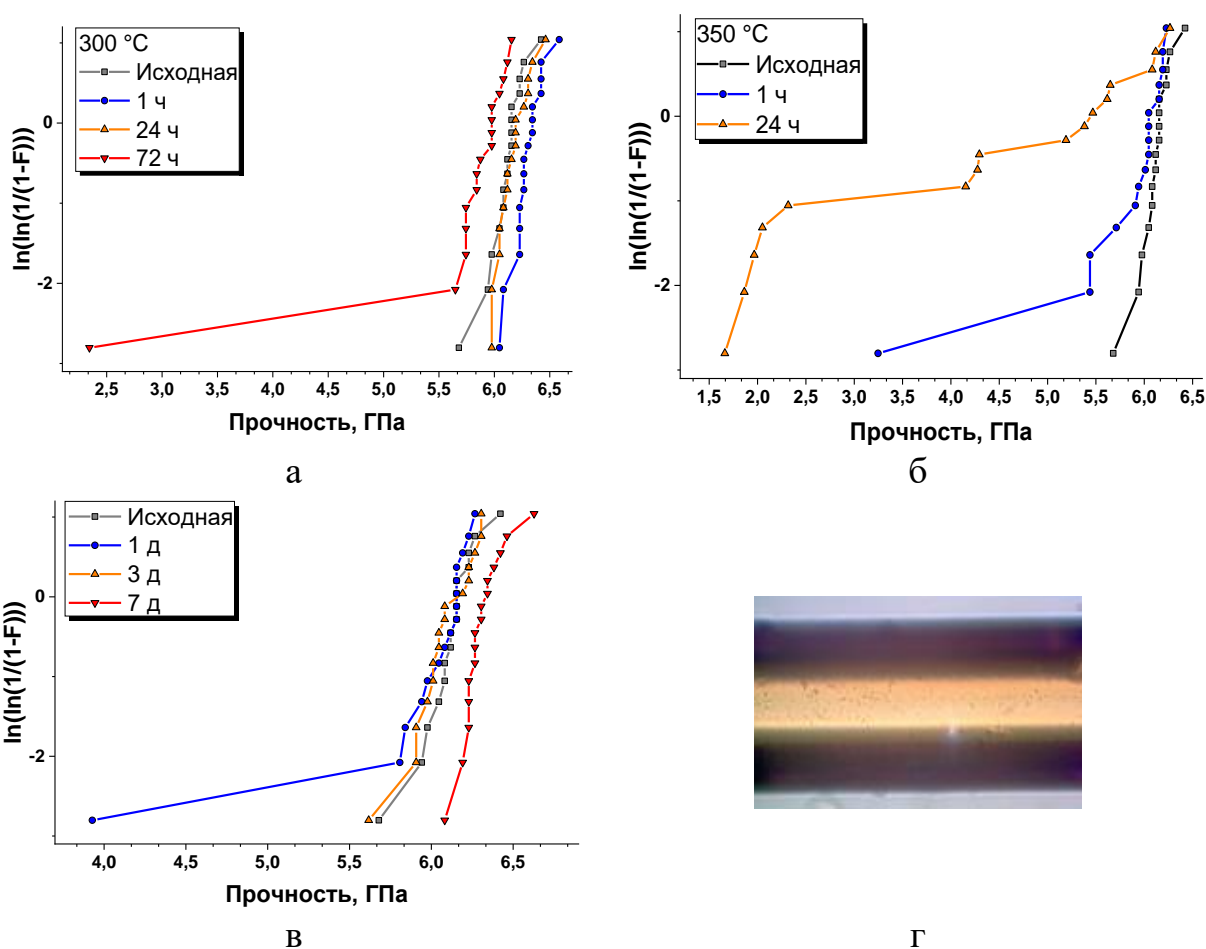 300 °C
Исходная
1 ч
24 ч
72 ч
0
-2
ln(ln(1/(1-F)))
2,5 3,0 3,5 4,0 4,5 5,0 5,5 6,0 6,5
Прочность, ГПа
а
350 °C
Исходная
1 ч
24 ч
0
-2
ln(ln(1/(1-F)))
1,5 2,0 2,5 3,0 3,5 4,0 4,5 5,0 5,5 6,0 6,5
Прочность, ГПа
б
Исходная
1 д
3 д
7 д
0
-2
ln(ln(1/(1-F)))
4,0 4,5 5,0 5,5 6,0 6,5
Прочность, ГПа
в
г